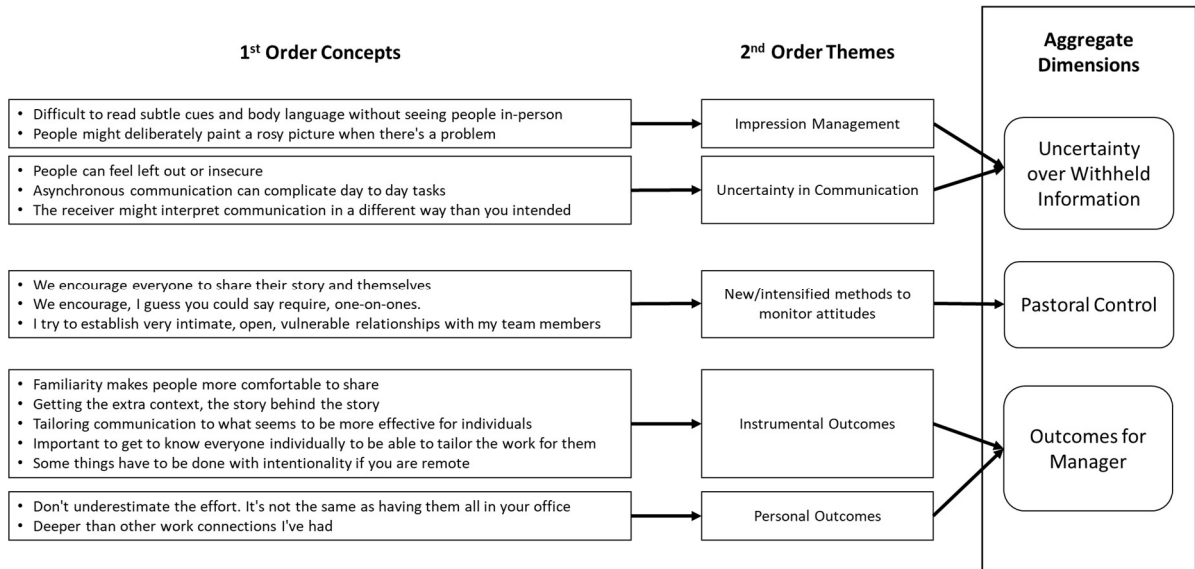 1st Order Concepts
2nd Order Themes
Aggregate
Dimensions
• Difficult to read subtle cues and body language without seeing people in-person
• People might deliberately paint a rosy picture when there's a problem
Impression Management
• People can feel left out or insecure
• Asynchronous communication can complicate day to day tasks
• The receiver might interpret communication in a different way than you intended
Uncertainty in Communication
Uncertainty
over Withheld
Information
• We encourage everyone to share their story and themselves
• We encourage, I guess you could say require, one-on-ones.
• I try to establish very intimate, open, vulnerable relationships with my team members
New/intensified methods to
monitor attitudes
Pastoral Control
• Familiarity makes people more comfortable to share
• Getting the extra context, the story behind the story
• Tailoring communication to what seems to be more effective for individuals
• Important to get to know everyone individually to be able to tailor the work for them
• Some things have to be done with intentionality if you are remote
Instrumental Outcomes
• Don't underestimate the effort. It's not the same as having them all in your office
• Deeper than other work connections I've had
Personal Outcomes
Outcomes for
Manager